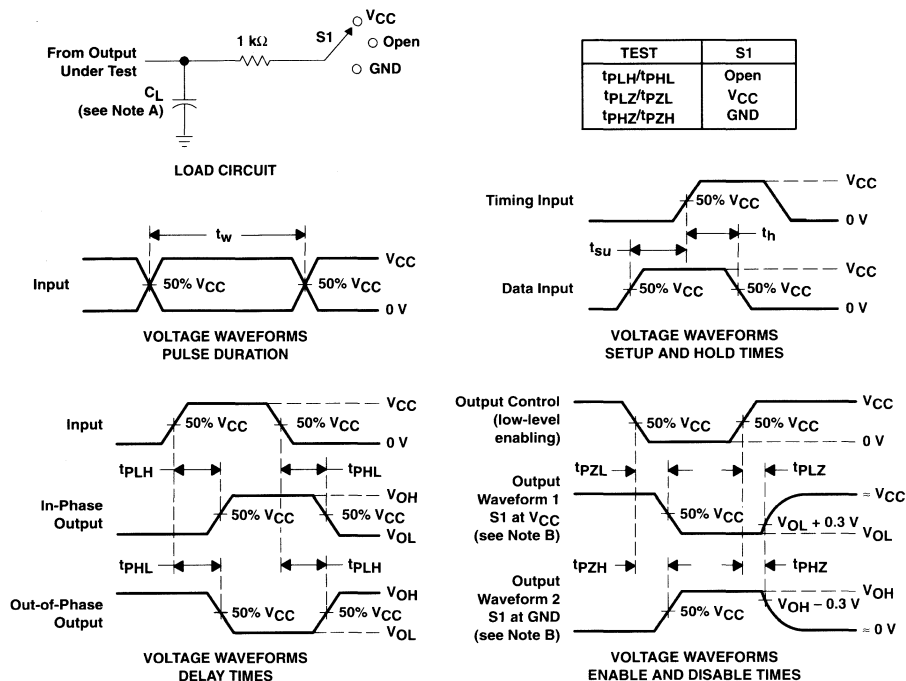 From Output
Under Test
CL
(see Note A)
1 kΩ
S1
VCC
Open
GND
LOAD CIRCUIT
TEST S1
tPLH/tPHL Open
tPLZ/tPZL VCC
tPHZ/tPZH GND
Input
tw
50% VCC 50% VCC
VCC
0 V
VOLTAGE WAVEFORMS
PULSE DURATION
Timing Input
50% VCC
VCC
0 V
tsu
th
Data Input
50% VCC 50% VCC
VCC
0 V
VOLTAGE WAVEFORMS
SETUP AND HOLD TIMES
Input
50% VCC 50% VCC
VCC
0 V
tPLH tPHL
In-Phase
Output
50% VCC 50% VCC
VOH
VOL
tPHL tPLH
Out-of-Phase
Output
50% VCC 50% VCC
VOH
VOL
VOLTAGE WAVEFORMS
DELAY TIMES
Output Control
(low-level
enabling)
50% VCC 50% VCC
VCC
0 V
tPZL tPLZ
Output
Waveform 1
S1 at VCC
(see Note B)
50% VCC
≈ VCC
VOL + 0.3 V
VOL
tPZH tPHZ
Output
Waveform 2
S1 at GND
(see Note B)
50% VCC
VOH
VOH − 0.3 V
≈ 0 V
VOLTAGE WAVEFORMS
ENABLE AND DISABLE TIMES